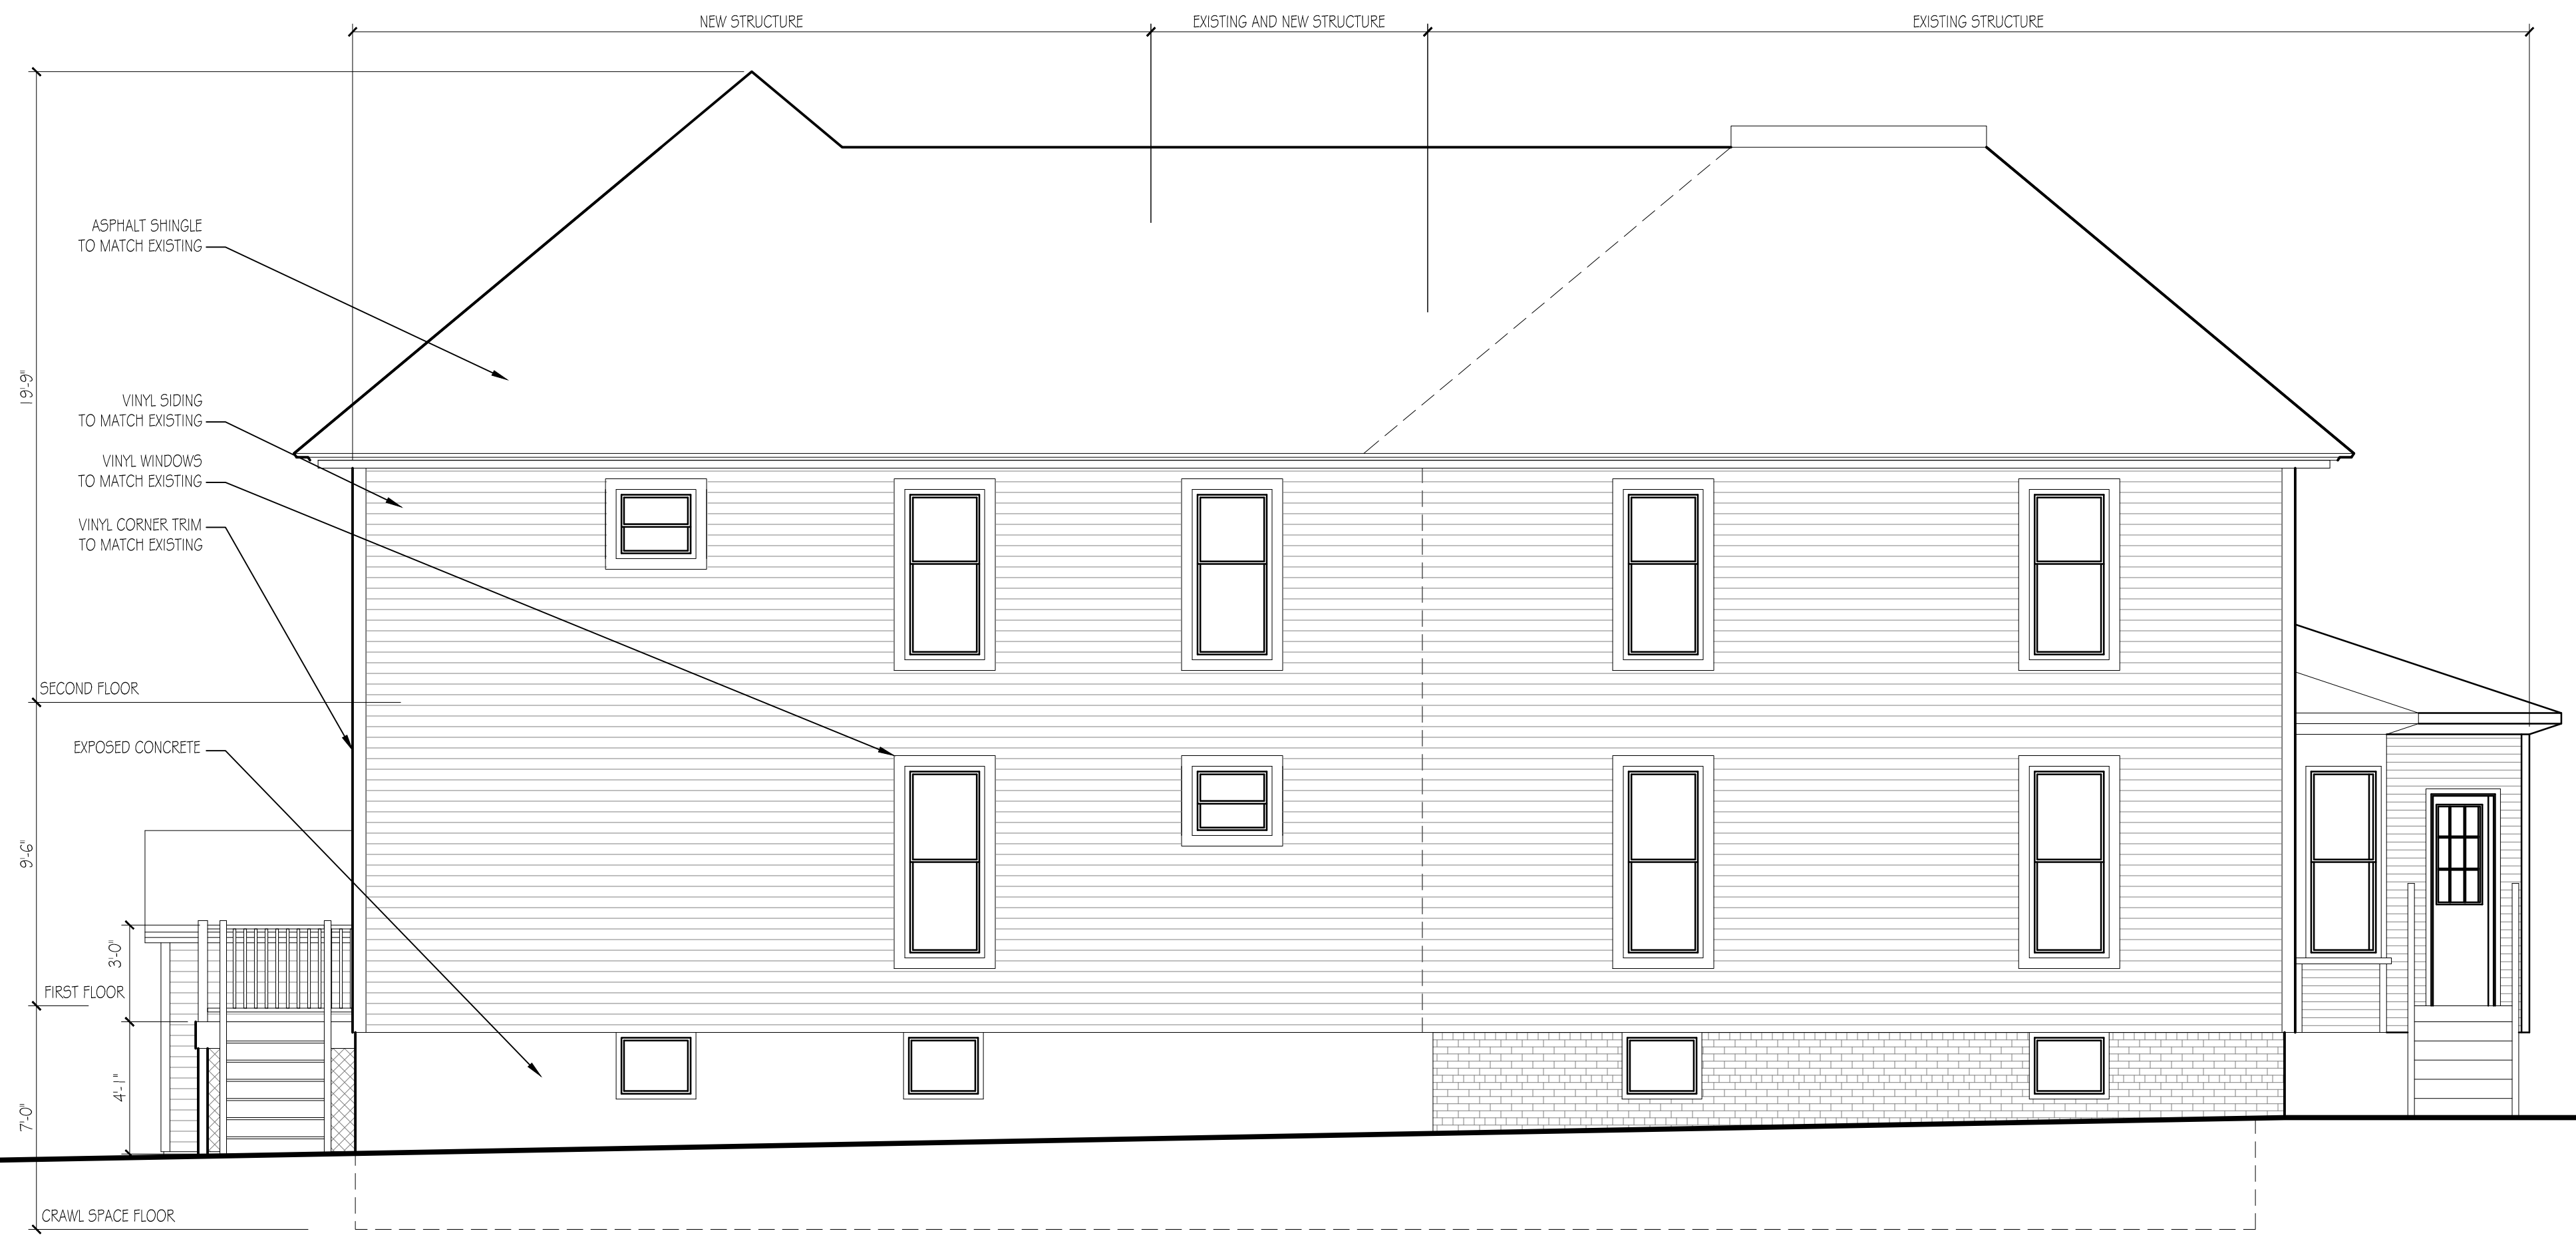 NEW STRUCTURE
EXISTING AND NEW STRUCTURE
EXISTING STRUCTURE
ASPHALT SHINGLE
TO MATCH EXISTING
19'-9"
VINYL SIDING
TO MATCH EXISTING
VINYL WINDOWS
TO MATCH EXISTING
VINYL CORNER TRIM
TO MATCH EXISTING
SECOND FLOOR
EXPOSED CONCRETE
9'-6"
3'-0"
FIRST FLOOR
4'-1"
7'-0"
CRAWL SPACE FLOOR